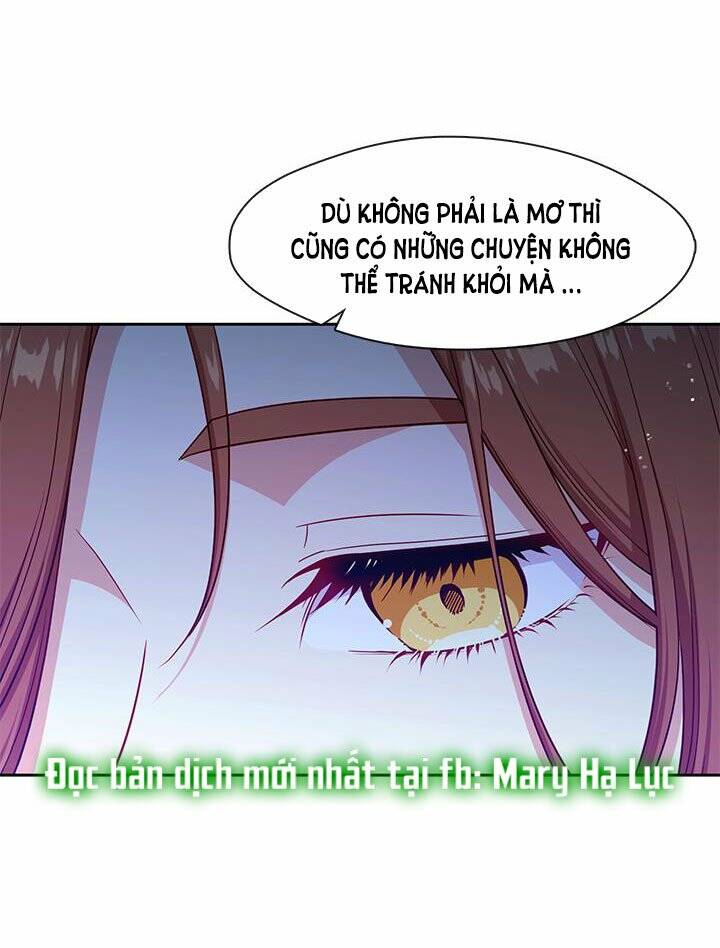 DÙ KHÔNG PHẢI LÀ MƠ THÌ
CŨNG CÓ NHỮNG CHUYỆN KHÔNG
THỂ TRÁNH KHỎI MÀ ...
Đọc bản dịch mới nhất tại fb: Mary Hạ Lục